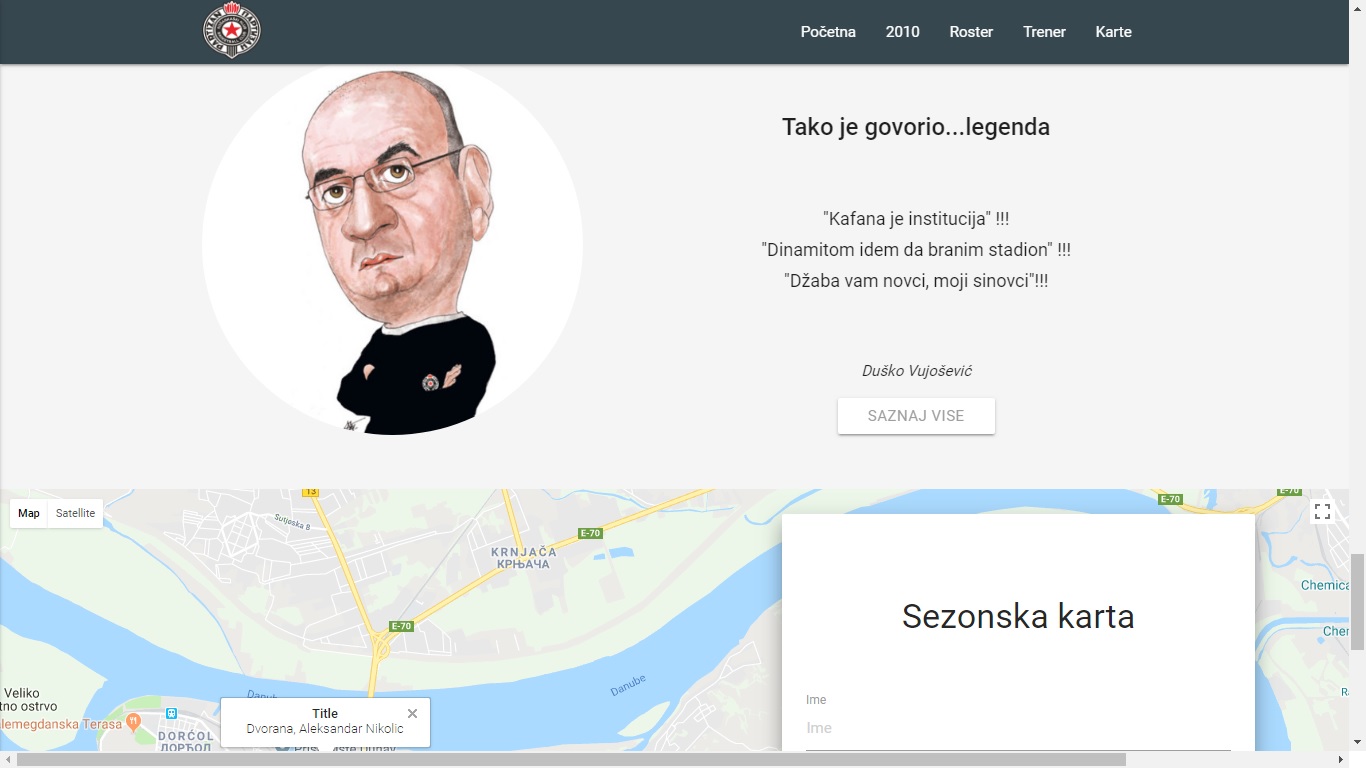 Početna 2010 Roster Trener Karte
Tako je govorio...legenda
"Kafana je institucija" !!!
"Dinamitom idem da branim stadion" !!!
"Džaba vam novci, moji sinovci"!!!
Duško Vujošević
SAZNAJ VISE
Map Satellite
13
E-70
E-70
Sutjeska 8
E-70
KRNJAČA
КРЊАЧА
Chemica
Sezonska karta
E-70
Cher
Danube
Danube
Veliko
tno ostrvo
lemegdanska Terasa
Title
Dvorana, Aleksandar Nikolic
DORĆOL
ДОРЋОЛ
Ime
Ime